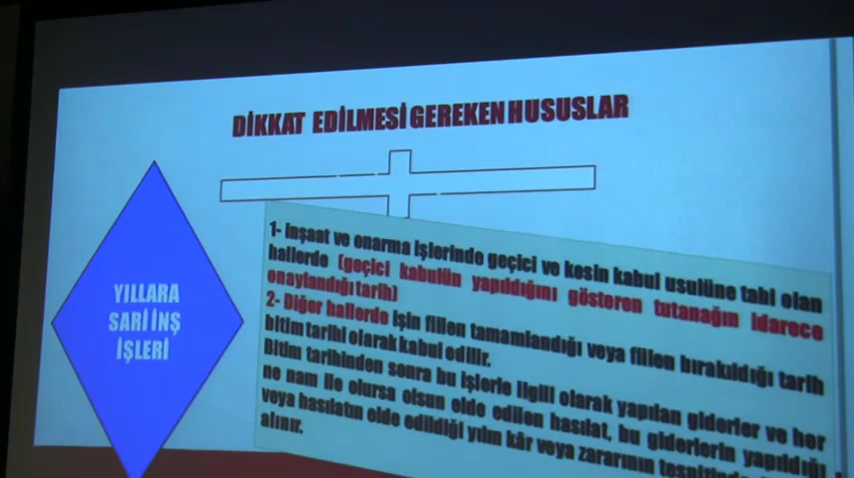 DİKKAT EDİLMESİ GEREKEN HUSUSLAR
YILLARA
SARİ İNŞ
İŞLERİ
1- İnşaat ve onarma işlerinde geçici ve kesin kabul usulüne tabi olan
hallerde (geçici kabulün yapıldığını gösteren tutanağın idarece
onaylandığı tarih)
2- Diğer hallerde işin fiilen tamamlandığı veya fiilen bırakıldığı tarih
bitim tarihi olarak kabul edilir.
Bitim tarihinden sonra bu işlerle ilgili olarak yapılan giderler ve her
ne nam ile olursa olsun elde edilen hasılat, bu giderlerin yapıldığı
veya hasılatın elde edildiği yılın kâr veya zararının tespitinde
alınır.